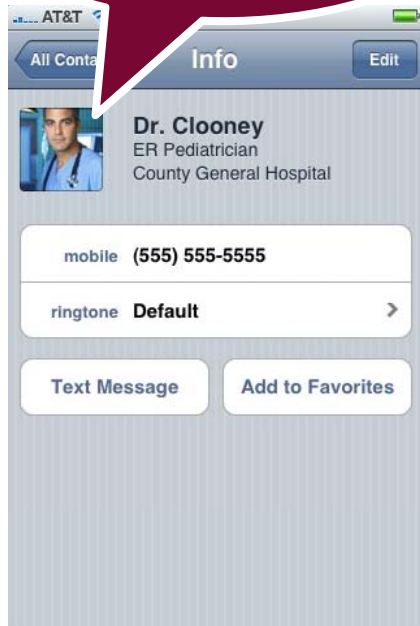 AT&T
All Conta
Info
Edit
Dr. Clooney
ER Pediatrician
County General Hospital
mobile (555) 555-5555
ringtone Default
Text Message
Add to Favorites